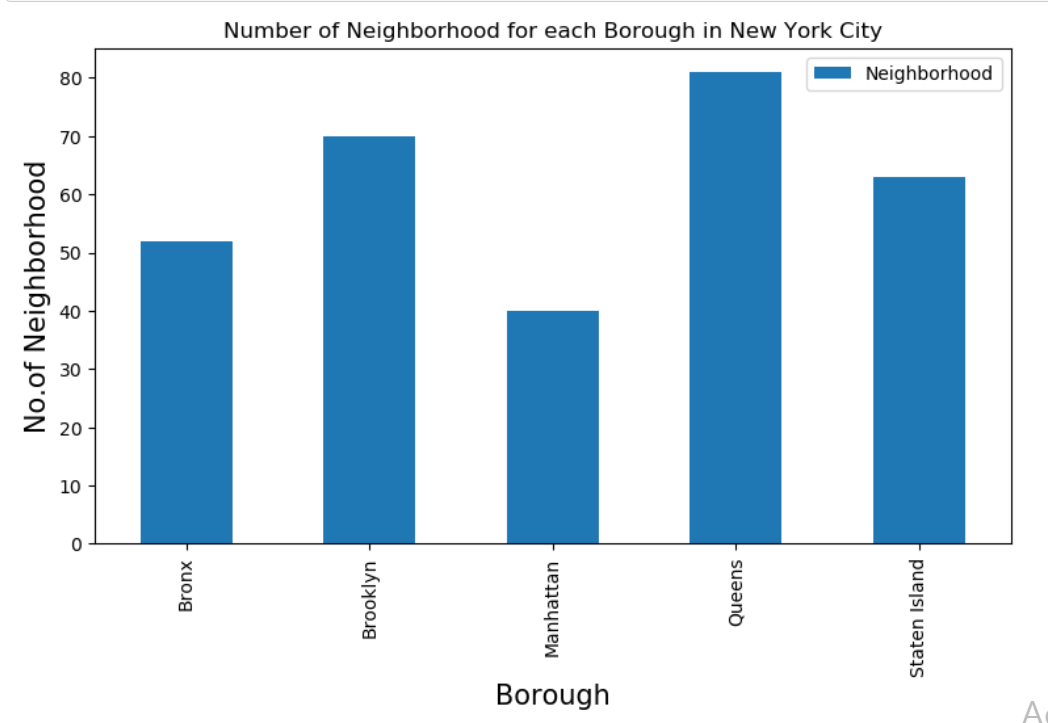 Number of Neighborhood for each Borough in New York City
Neighborhood
No.of Neighborhood
80
70
60
50
40
30
20
10
0
Bronx
Brooklyn
Manhattan
Queens
Staten Island
Borough